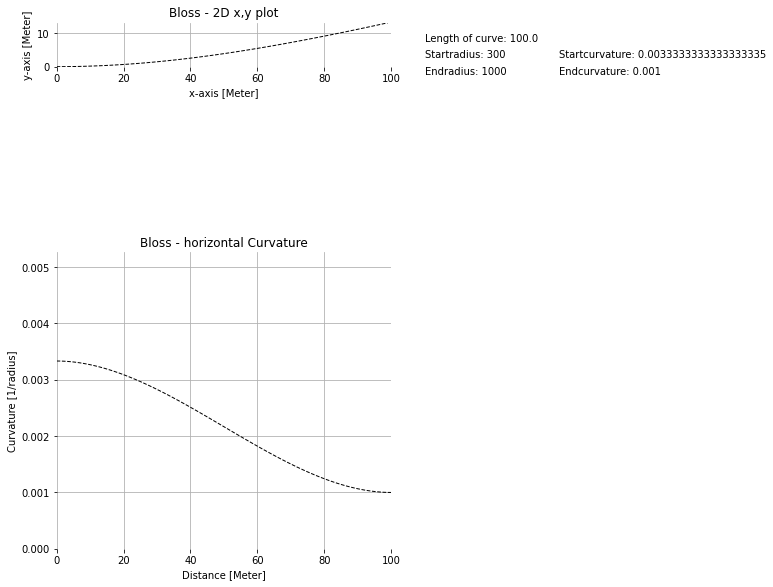 Bloss - 2D x,y plot
y-axis [Meter]
10
0
0 20 40 60 80 100
x-axis [Meter]
Length of curve: 100.0
Startradius: 300 Startcurvature: 0.0033333333333333335
Endradius: 1000 Endcurvature: 0.001
Bloss - horizontal Curvature
Curvature [1/radius]
0.005
0.004
0.003
0.002
0.001
0.000
0 20 40 60 80 100
Distance [Meter]